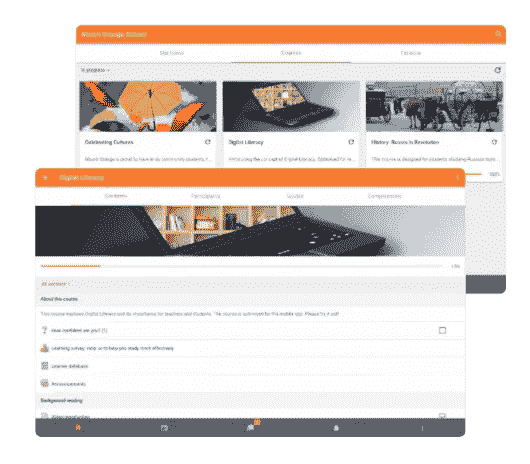 Mount Orange School
Site home
Courses
Timeline
In progress
Celebrating Cultures
Digital Literacy
History: Russia in Revolution
Mount Orange is proud to have in its community students f...
Introducing the concept of Digital Literacy. Optimised for m...
This course is designed for students studying Russian histo...
100%
Digital Literacy
Contents
Participants
Grades
Competencies
All sections
About this course
This course explores Digital Literacy and its importance for teachers and students. The course is optimised for the mobile app. Please try it out!
How confident are you? (1)
Learning survey: Help us to help you study more effectively
Learner database
Announcements
Background reading